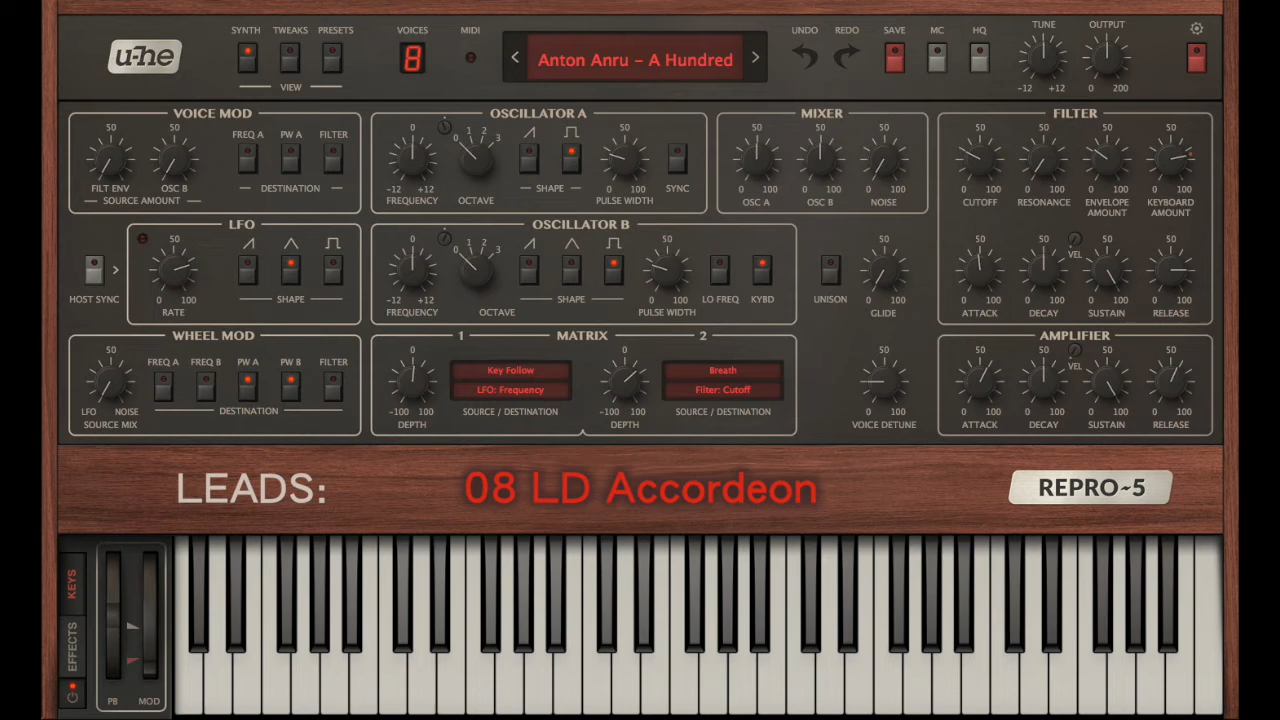 u-he
SYNTH TWEAKS PRESETS
VIEW
VOICES
8
MIDI
Anton Anru - A Hundred
UNDO REDO SAVE MC HQ
TUNE
-12 +12
OUTPUT
0 200
VOICE MOD
50 50
FILT ENV OSC B
SOURCE AMOUNT
FREQ A PW A FILTER
DESTINATION
OSCILLATOR A
0
-12 +12
FREQUENCY
0 1 2 3
OCTAVE
SHAPE
50
0 100
PULSE WIDTH
SYNC
MIXER
50 50 50
0 100 0 100 0 100
OSC A OSC B NOISE
FILTER
50 50 50 50
0 100 0 100 0 100 0 100
CUTOFF RESONANCE ENVELOPE AMOUNT KEYBOARD AMOUNT
HOST SYNC
LFO
50
0 100
RATE
SHAPE
OSCILLATOR B
0
-12 +12
FREQUENCY
0 1 2 3
OCTAVE
SHAPE
50
0 100
PULSE WIDTH
LO FREQ KYBD
UNISON
50
0 100
GLIDE
50 50 VEL 50 50
0 100 0 100 0 100 0 100
ATTACK DECAY SUSTAIN RELEASE
WHEEL MOD
50
LFO NOISE
SOURCE MIX
FREQ A FREQ B PW A PW B FILTER
DESTINATION
1 MATRIX 2
0
-100 100
DEPTH
Key Follow
LFO: Frequency
SOURCE / DESTINATION
0
-100 100
DEPTH
Breath
Filter: Cutoff
SOURCE / DESTINATION
50
0 100
VOICE DETUNE
AMPLIFIER
50 50 VEL 50 50
0 100 0 100 0 100 0 100
ATTACK DECAY SUSTAIN RELEASE
LEADS: 08 LD Accordeon
REPRO-5
KEYS
EFFECTS
PB MOD